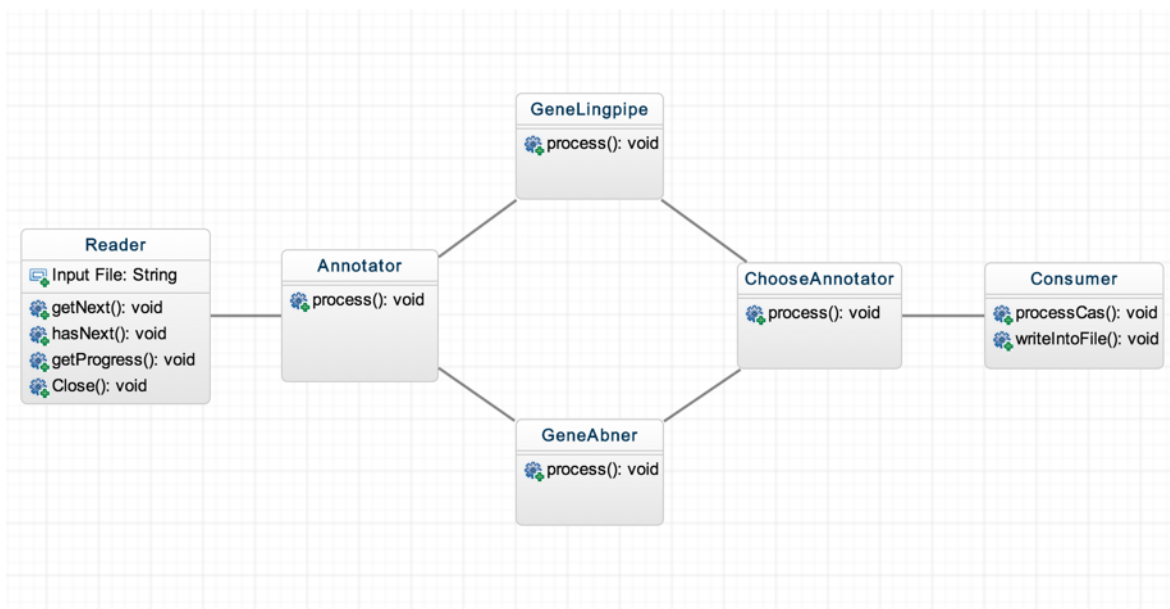 Reader
Input File: String
getNext(): void
hasNext(): void
getProgress(): void
Close(): void
Annotator
process(): void
GeneLingpipe
process(): void
GeneAbner
process(): void
ChooseAnnotator
process(): void
Consumer
processCas(): void
writeIntoFile(): void